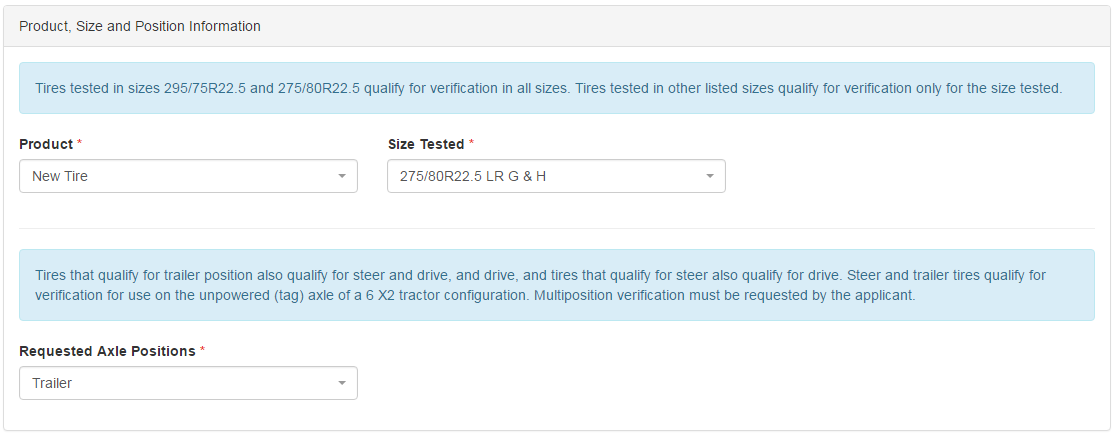 Product, Size and Position Information
Tires tested in sizes 295/75R22.5 and 275/80R22.5 qualify for verification in all sizes. Tires tested in other listed sizes qualify for verification only for the size tested.
Product *
Size Tested *
New Tire
275/80R22.5 LR G & H
Tires that qualify for trailer position also qualify for steer and drive, and drive, and tires that qualify for steer also qualify for drive. Steer and trailer tires qualify for
verification for use on the unpowered (tag) axle of a 6 X2 tractor configuration. Multiposition verification must be requested by the applicant.
Requested Axle Positions *
Trailer